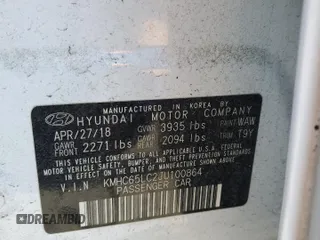 MANUFACTURED IN KOREA BY
HYUNDAI MOTOR COMPANY
PAINT
WAW
APR/27/18 GVWR 3935 lbs
GAWR FRONT 2271 lbs GAWR REAR 2094 lbs TRIM T9Y
THIS VEHICLE CONFORMS TO ALL APPLICABLE U.S. FEDERAL MOTOR
VEHICLE SAFETY, BUMPER, AND THEFT PREVENTION STANDARDS IN
EFFECT ON THE DATE OF MANUFACTURE SHOWN ABOVE.
V.I.N KMHC65LC2JU100864
PASSENGER CAR
DREAMBID